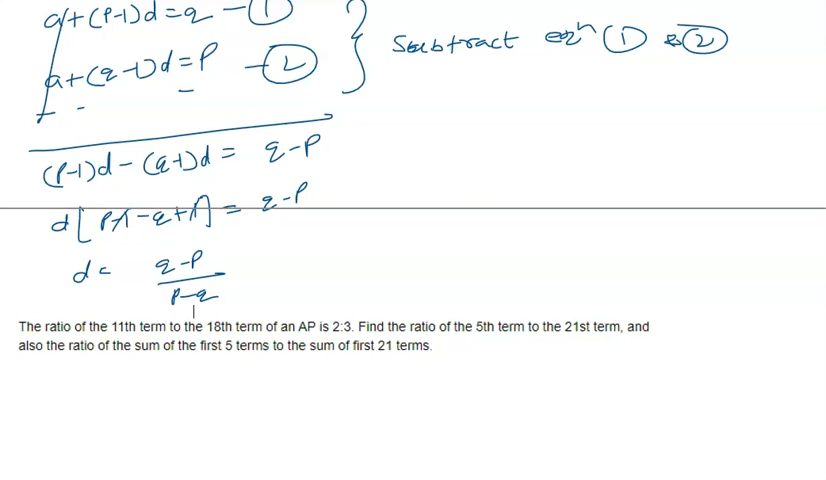 a+(p-1)d=q -①
a+(q-1)d=p -②
Subtract eqn ① & ②
- - -
(p-1)d-(q-1)d= q-p
d[p-1-q+1]= q-p
d= q-p
p-q
The ratio of the 11th term to the 18th term of an AP is 2:3. Find the ratio of the 5th term to the 21st term, and
also the ratio of the sum of the first 5 terms to the sum of first 21 terms.